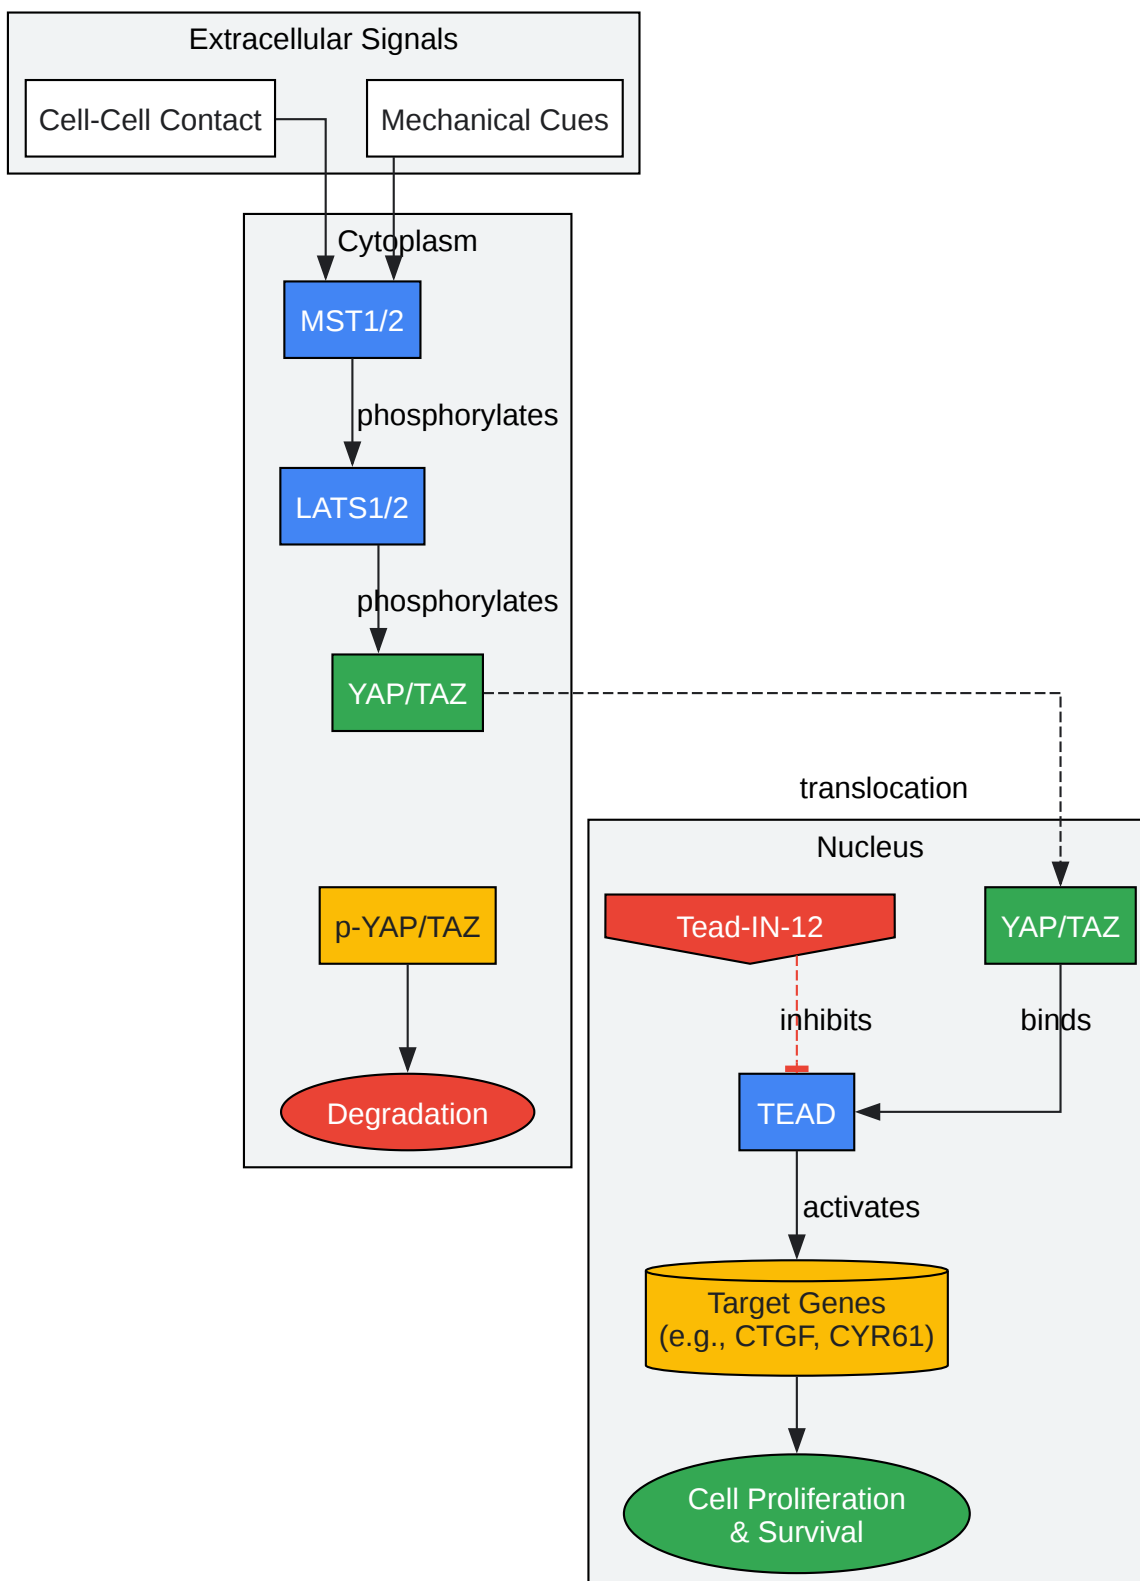 Extracellular Signals
Cell-Cell Contact
Mechanical Cues
Cytoplasm
MST1/2
phosphorylates
LATS1/2
phosphorylates
YAP/TAZ
translocation
Nucleus
p-YAP/TAZ
Tead-IN-12
YAP/TAZ
inhibits
binds
Degradation
TEAD
activates
Target Genes
(e.g., CTGF, CYR61)
Cell Proliferation
& Survival